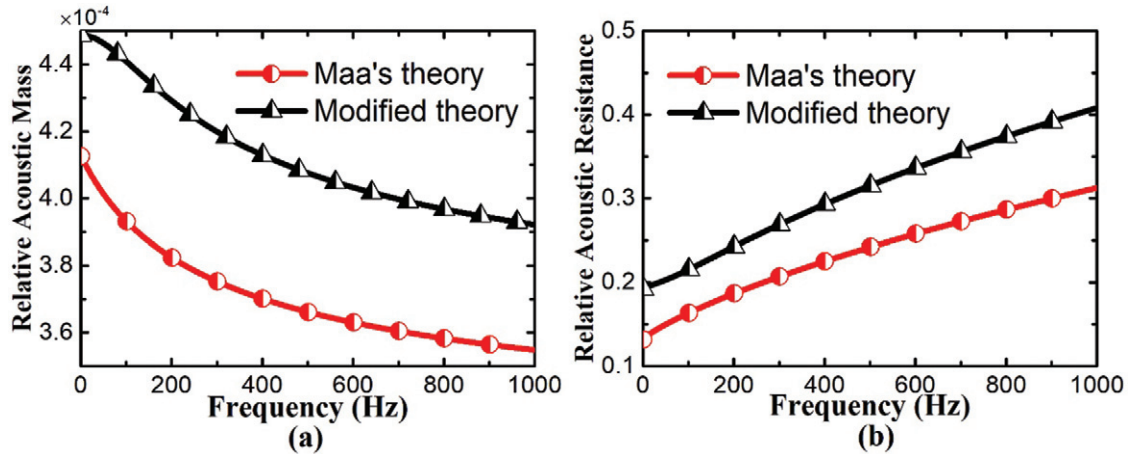 ×10⁻⁴
4.4
4.2
4.0
3.8
3.6
Relative Acoustic Mass
Maa's theory
Modified theory
0 200 400 600 800 1000
Frequency (Hz)
(a)
0.5
0.4
0.3
0.2
0.1
Relative Acoustic Resistance
Maa's theory
Modified theory
0 200 400 600 800 1000
Frequency (Hz)
(b)